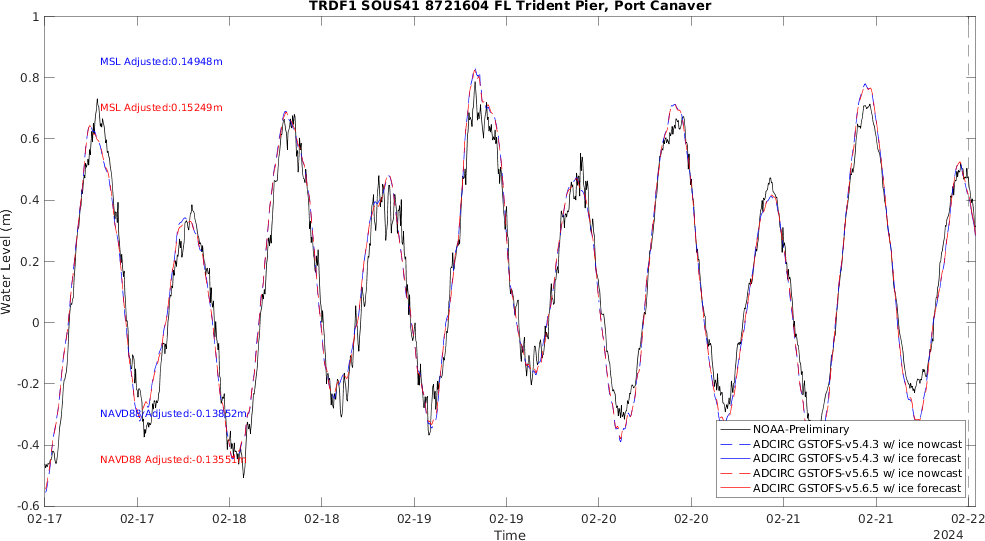 TRDF1 SOUS41 8721604 FL Trident Pier, Port Canaver
1
0.8
0.6
0.4
0.2
0
-0.2
-0.4
-0.6
Water Level (m)
MSL Adjusted:0.14948m
MSL Adjusted:0.15249m
NAVD88 Adjusted:-0.13852m
NAVD88 Adjusted:-0.13551m
NOAA-Preliminary
ADCIRC GSTOFS-v5.4.3 w/ ice nowcast
ADCIRC GSTOFS-v5.4.3 w/ ice forecast
ADCIRC GSTOFS-v5.6.5 w/ ice nowcast
ADCIRC GSTOFS-v5.6.5 w/ ice forecast
02-17 02-17 02-18 02-18 02-19 02-19 02-20 02-20 02-21 02-21 02-22
Time
2024